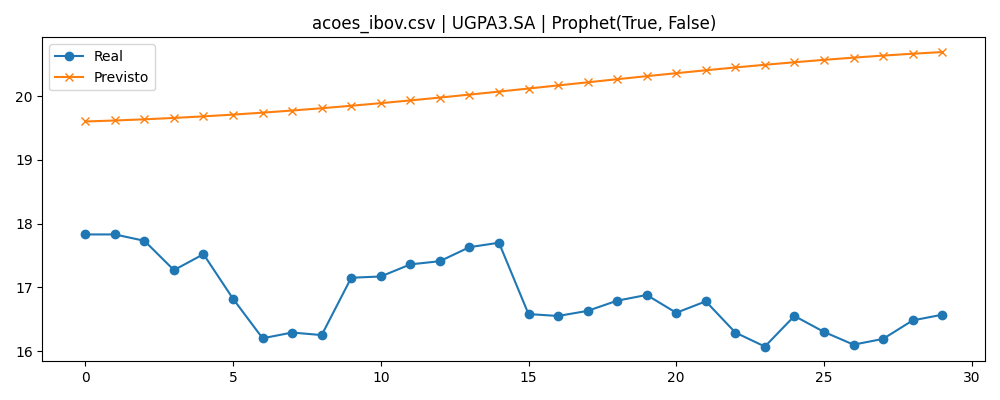 acoes_ibov.csv | UGPA3.SA | Prophet(True, False)
Real
Previsto
20
19
18
17
16
0 5 10 15 20 25 30